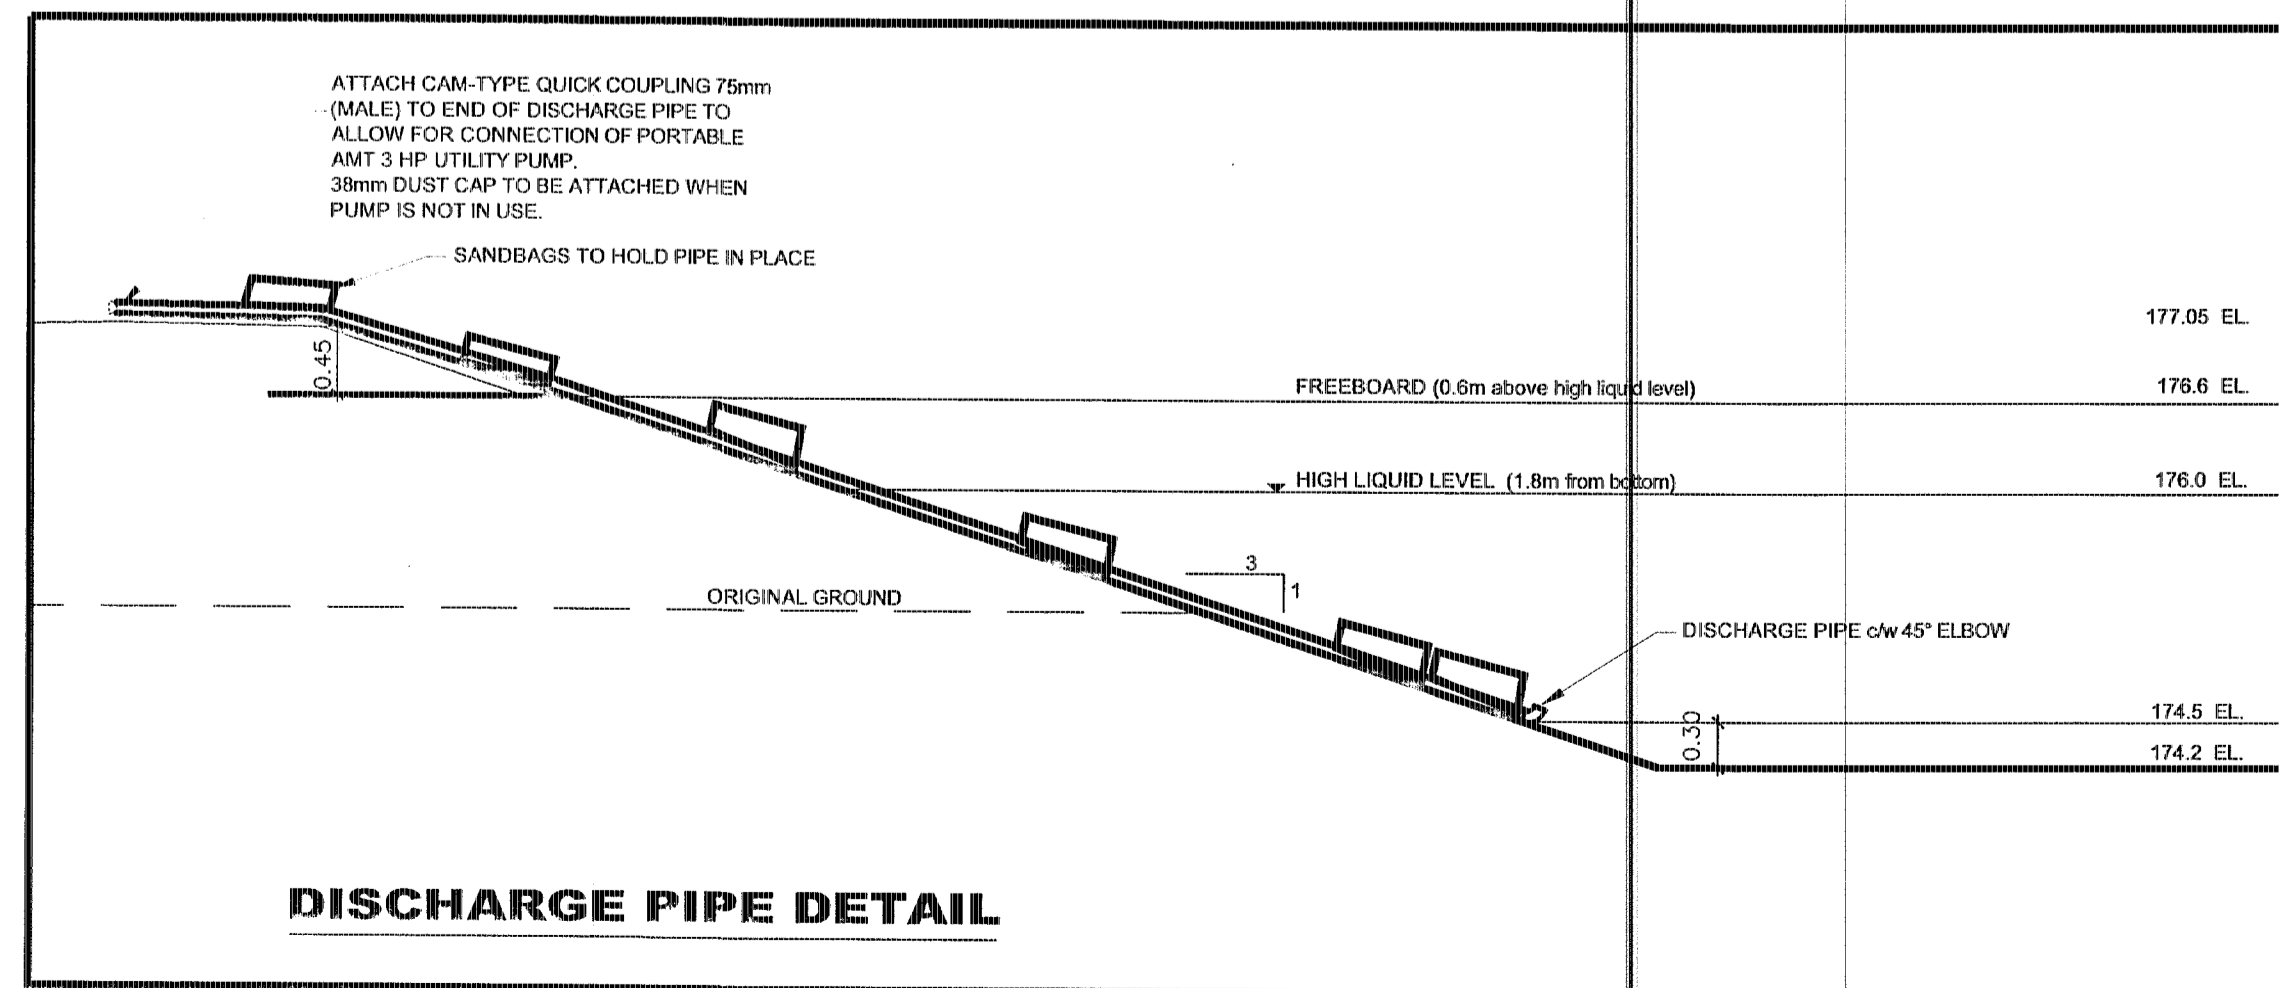 ATTACH CAM-TYPE QUICK COUPLING 75mm
(MALE) TO END OF DISCHARGE PIPE TO
ALLOW FOR CONNECTION OF PORTABLE
AMT 3 HP UTILITY PUMP.
38mm DUST CAP TO BE ATTACHED WHEN
PUMP IS NOT IN USE.
SANDBAGS TO HOLD PIPE IN PLACE
177.05 EL.
0.45
FREEBOARD (0.6m above high liquid level)
176.6 EL.
HIGH LIQUID LEVEL (1.8m from bottom)
176.0 EL.
3
1
ORIGINAL GROUND
DISCHARGE PIPE c/w 45° ELBOW
174.5 EL.
0.30
174.2 EL.
DISCHARGE PIPE DETAIL